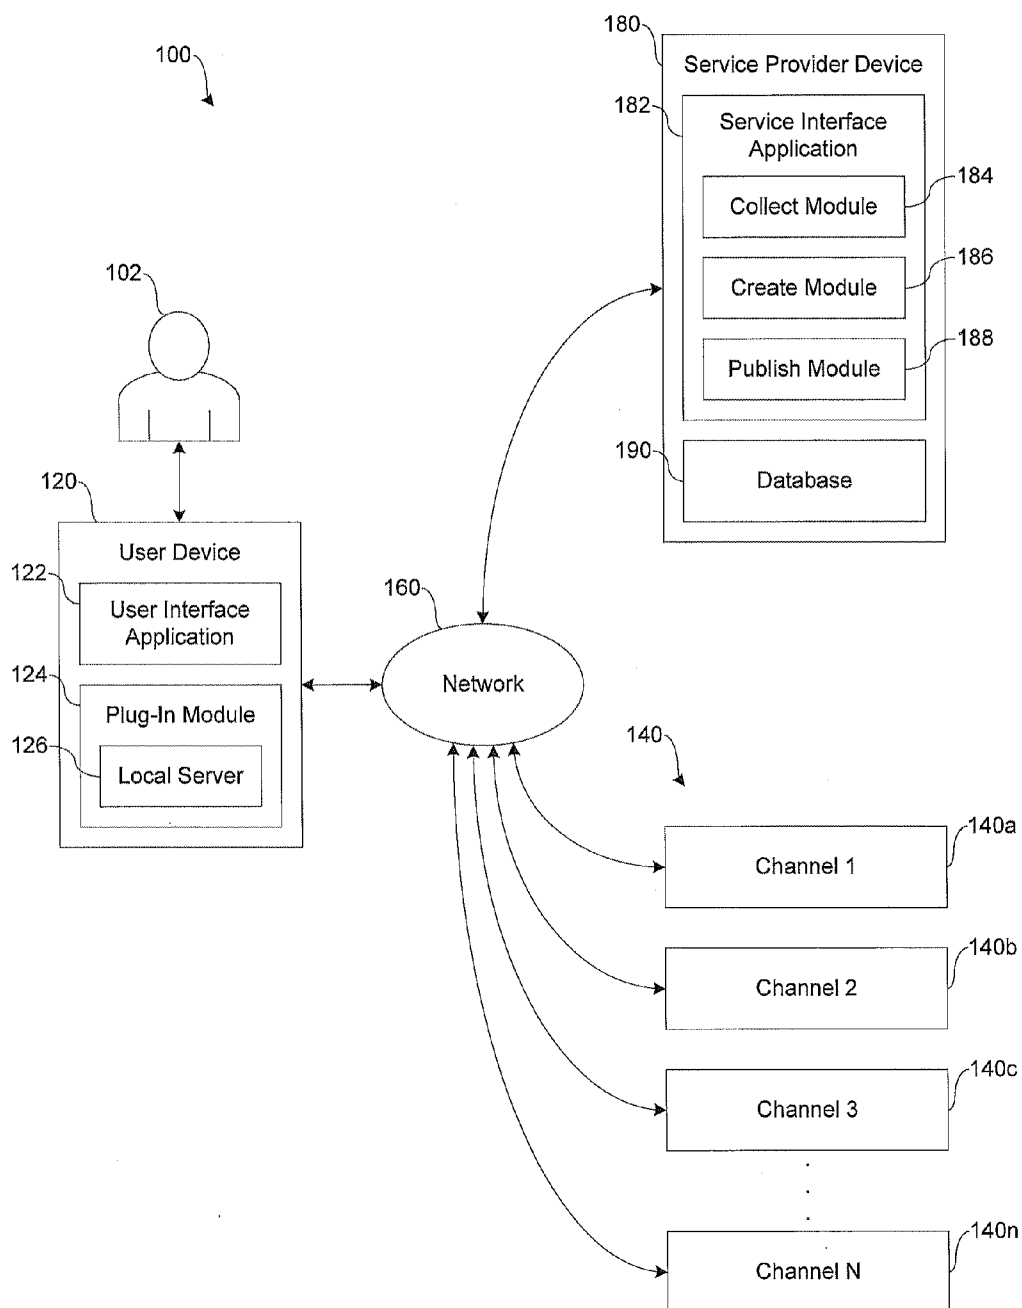 100
180
Service Provider Device
182
Service Interface
Application
184
Collect Module
186
Create Module
188
Publish Module
190
Database
102
120
User Device
122
User Interface
Application
124
Plug-In Module
126
Local Server
160
Network
140
140a
Channel 1
140b
Channel 2
140c
Channel 3
140n
Channel N